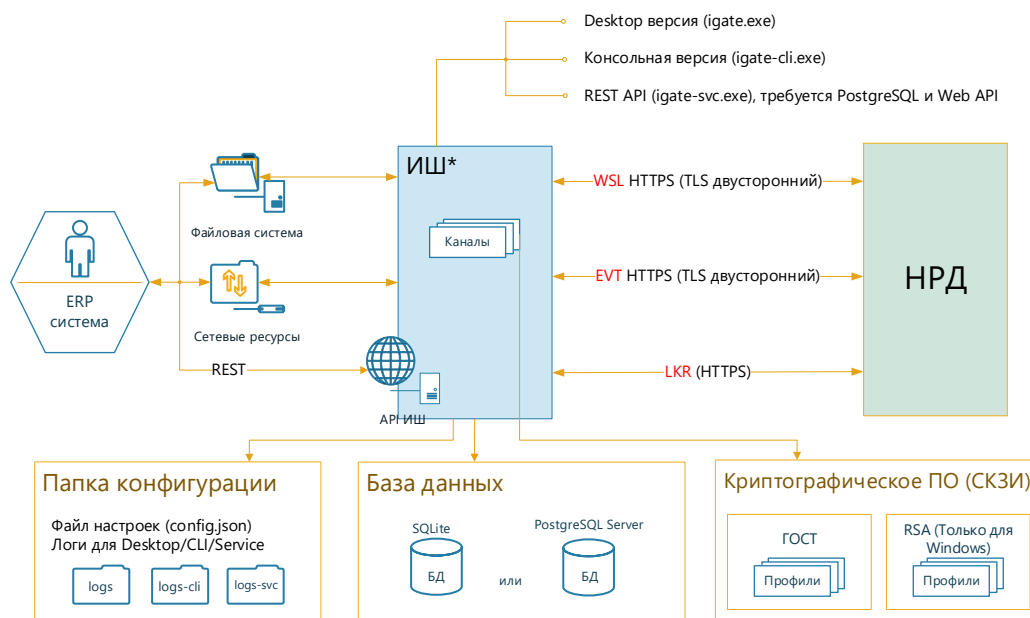 Desktop версия (igate.exe)
Консольная версия (igate-cli.exe)
REST API (igate-svc.exe), требуется PostgreSQL и Web API
ИШ*
Каналы
Файловая система
ERP
система
Сетевые ресурсы
REST
API ИШ
WSL HTTPS (TLS двусторонний)
EVT HTTPS (TLS двусторонний)
LKR (HTTPS)
НРД
Папка конфигурации
Файл настроек (config.json)
Логи для Desktop/CLI/Service
logs
logs-cli
logs-svc
База данных
SQLite
БД
или
PostgreSQL Server
БД
Криптографическое ПО (СКЗИ)
ГОСТ
Профили
RSA (Только для
Windows)
Профили